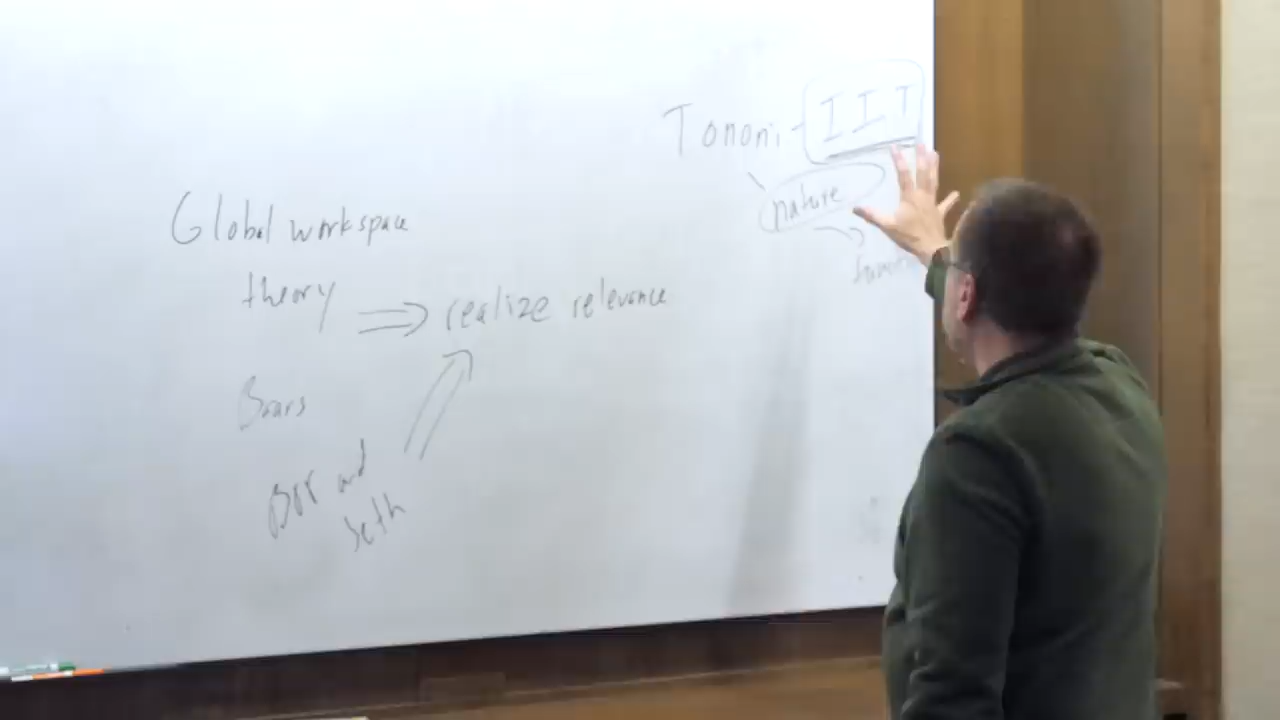 Tononi - IIT
nature
Global workspace
theory ⇒ realize relevance
Baars
Bor and
Seth